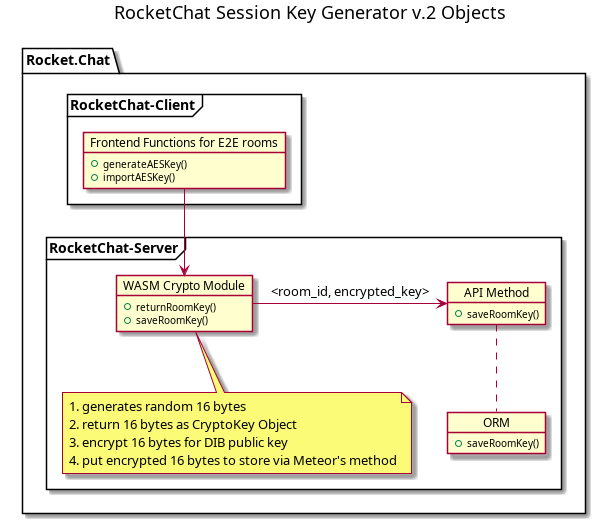 RocketChat Session Key Generator v.2 Objects
Rocket.Chat
RocketChat-Client
Frontend Functions for E2E rooms
generateAESKey()
importAESKey()
RocketChat-Server
WASM Crypto Module
returnRoomKey()
saveRoomKey()
<room_id, encrypted_key>
API Method
saveRoomKey()
1. generates random 16 bytes
2. return 16 bytes as CryptoKey Object
3. encrypt 16 bytes for DIB public key
4. put encrypted 16 bytes to store via Meteor's method
ORM
saveRoomKey()